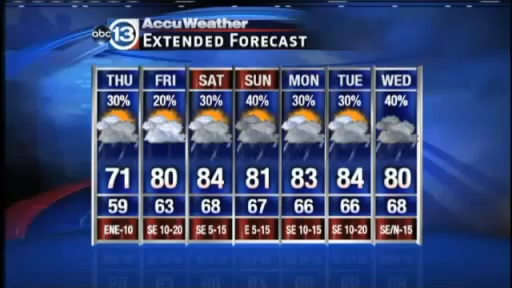 abc 13 AccuWeather
EXTENDED FORECAST
THU FRI SAT SUN MON TUE WED
30% 20% 30% 40% 30% 30% 40%
71 80 84 81 83 84 80
59 63 68 67 66 66 68
ENE-10 SE 10-20 SE 5-15 E 5-15 SE 10-15 SE 10-20 SE/N-15